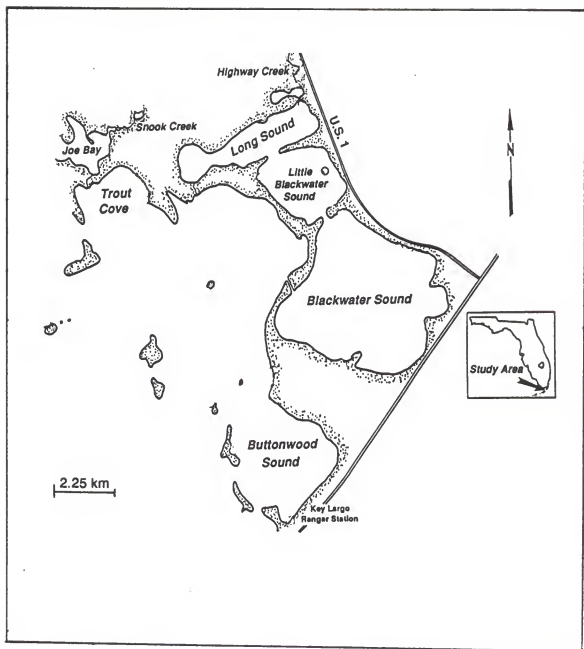 Highway Creek
Snook Creek
U.S. 1
Joe Bay
Long Sound
N
Little
Blackwater
Sound
Trout
Cove
Blackwater Sound
Study Area
Buttonwood
Sound
2.25 km
Key Largo
Ranger Station